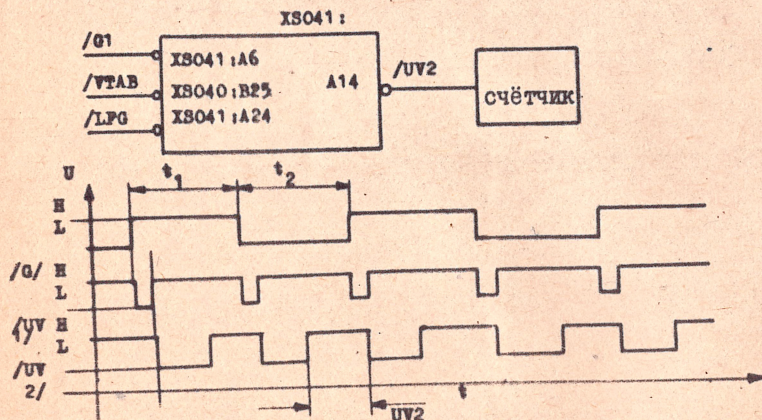 XS041:
/G1
XS041:A6
/VTAB
XS040:B25
A14
/UV2
счётчик
/LFG
XS041:A24
U
t1
t2
H
L
/G/
H
L
/UV
1/
H
L
/UV
2/
t
UV2